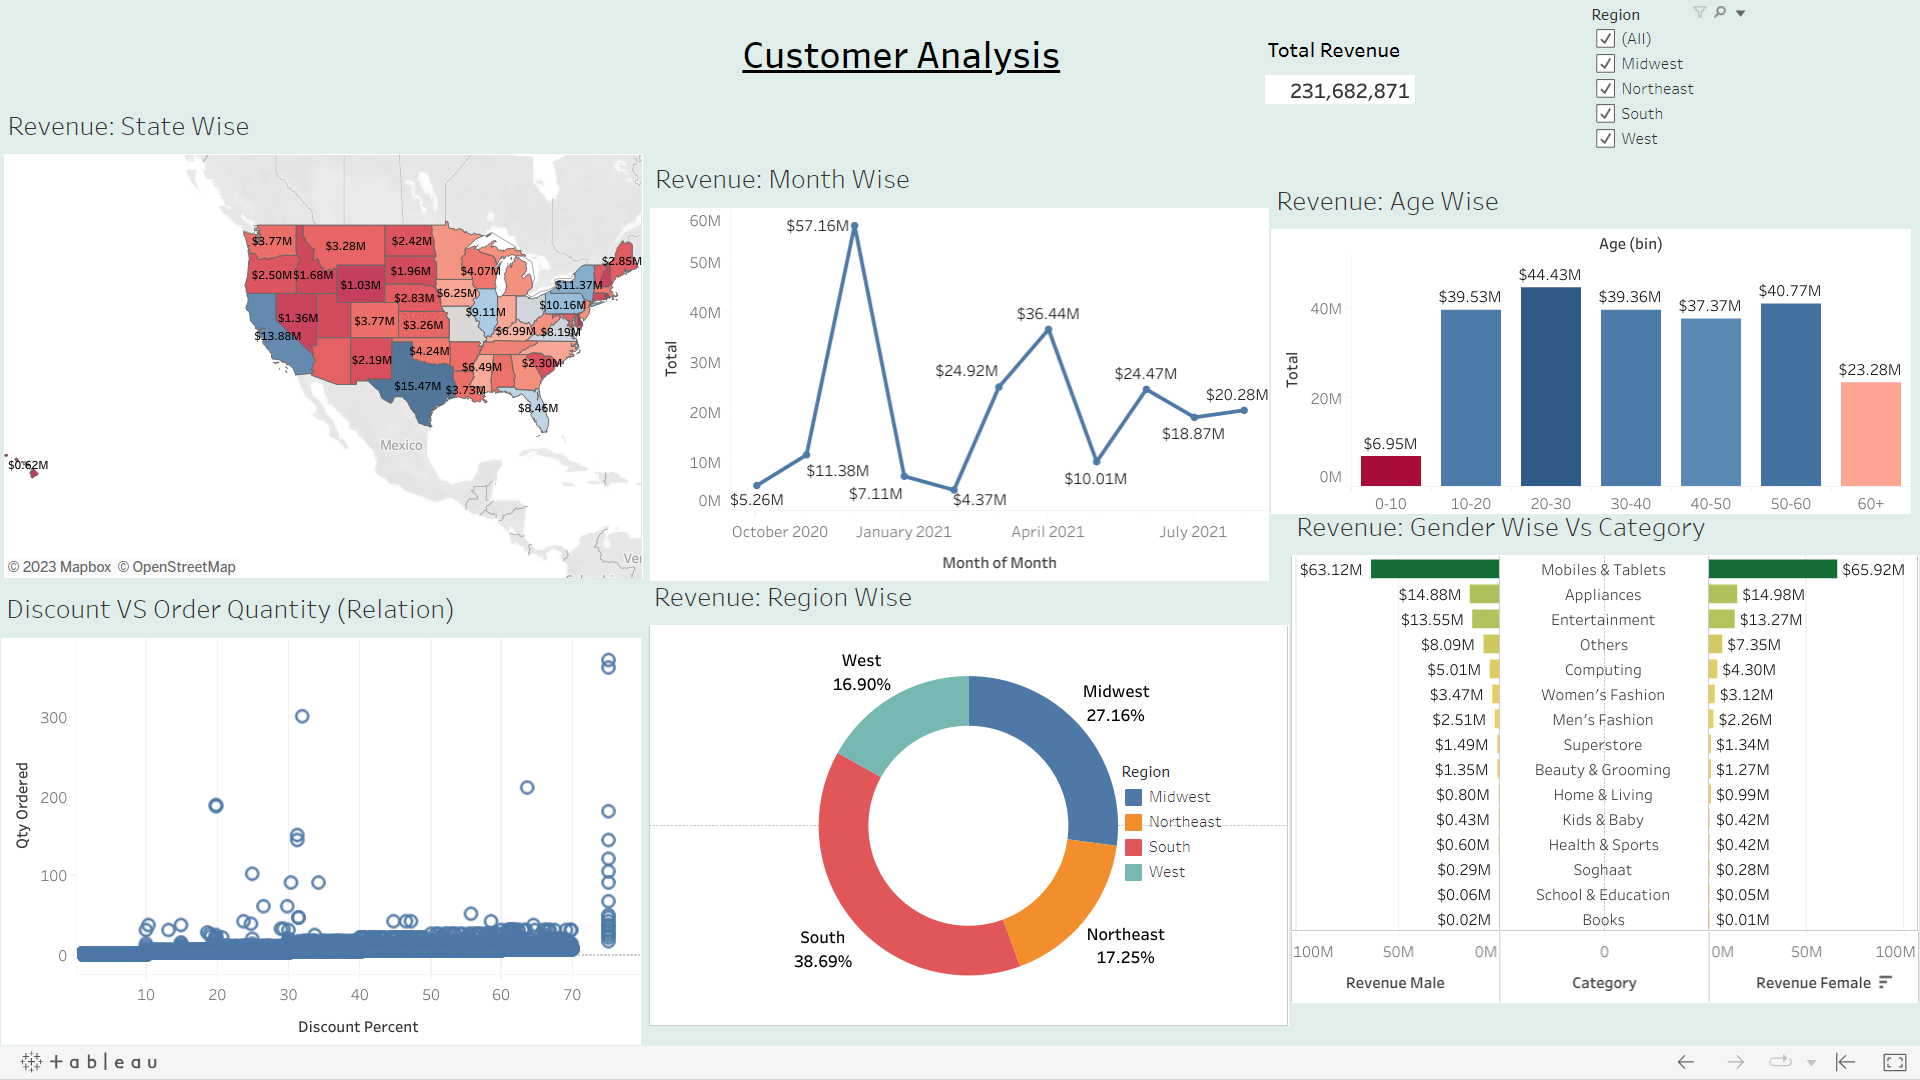 Customer Analysis
Total Revenue
231,682,871
Region
(All)
Midwest
Northeast
South
West
Revenue: State Wise
$3.77M
$3.28M
$2.42M
$2.85M
$2.50M
$1.68M
$1.03M
$1.96M
$4.07M
$11.37M
$2.83M
$6.25M
$10.16M
$1.36M
$13.88M
$3.77M
$3.26M
$9.11M
$6.99M
$8.19M
$2.19M
$4.24M
$6.49M
$2.30M
$15.47M
$3.73M
$8.46M
Mexico
$0.62M
Ven
© 2023 Mapbox © OpenStreetMap
Revenue: Month Wise
60M
50M
40M
30M
20M
10M
0M
Total
$57.16M
$36.44M
$24.92M
$24.47M
$20.28M
$18.87M
$11.38M
$10.01M
$7.11M
$5.26M
$4.37M
October 2020
January 2021
April 2021
July 2021
Month of Month
Revenue: Age Wise
Age (bin)
40M
20M
0M
Total
$6.95M
$39.53M
$44.43M
$39.36M
$37.37M
$40.77M
$23.28M
0-10
10-20
20-30
30-40
40-50
50-60
60+
Discount VS Order Quantity (Relation)
Qty Ordered
300
200
100
0
10
20
30
40
50
60
70
Discount Percent
Revenue: Region Wise
West
16.90%
Midwest
27.16%
South
38.69%
Northeast
17.25%
Region
Midwest
Northeast
South
West
Revenue: Gender Wise Vs Category
$63.12M Mobiles & Tablets $65.92M
$14.88M Appliances $14.98M
$13.55M Entertainment $13.27M
$8.09M Others $7.35M
$5.01M Computing $4.30M
$3.47M Women's Fashion $3.12M
$2.51M Men's Fashion $2.26M
$1.49M Superstore $1.34M
$1.35M Beauty & Grooming $1.27M
$0.80M Home & Living $0.99M
$0.43M Kids & Baby $0.42M
$0.60M Health & Sports $0.42M
$0.29M Soghaat $0.28M
$0.06M School & Education $0.05M
$0.02M Books $0.01M
100M 50M 0M 0 0M 50M 100M
Revenue Male Category Revenue Female
+ a b | e a u